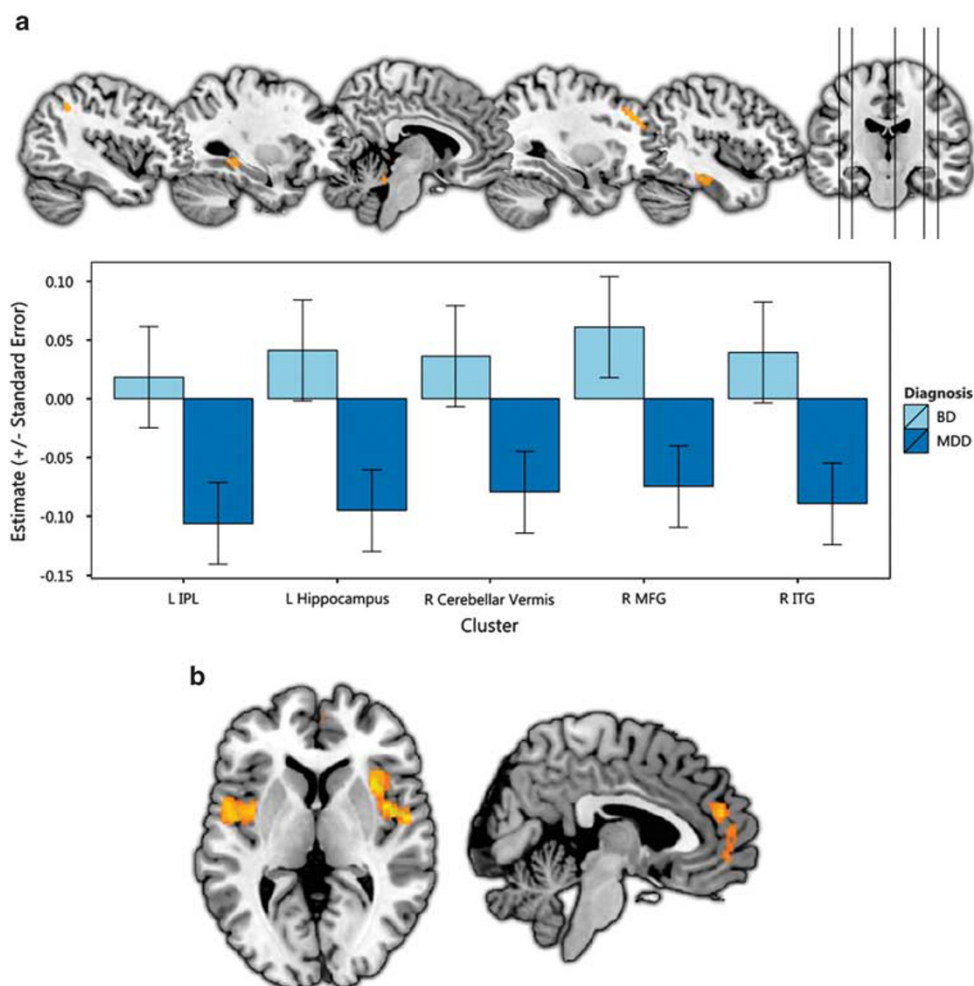 a
0.10
0.05
0.00
-0.05
-0.10
-0.15
Estimate (+/- Standard Error)
L IPL
L Hippocampus
R Cerebellar Vermis
R MFG
R ITG
Cluster
Diagnosis
BD
MDD
b